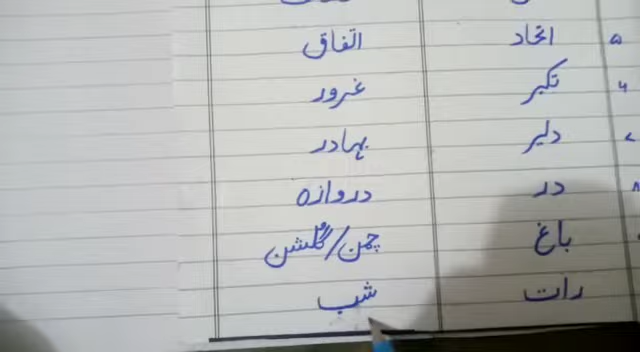 ۵ اتحاد اتفاق
۶ تکبر غرور
۷ دلیر بہادر
۸ در دروازہ
باغ چمن/گلشن
رات شب